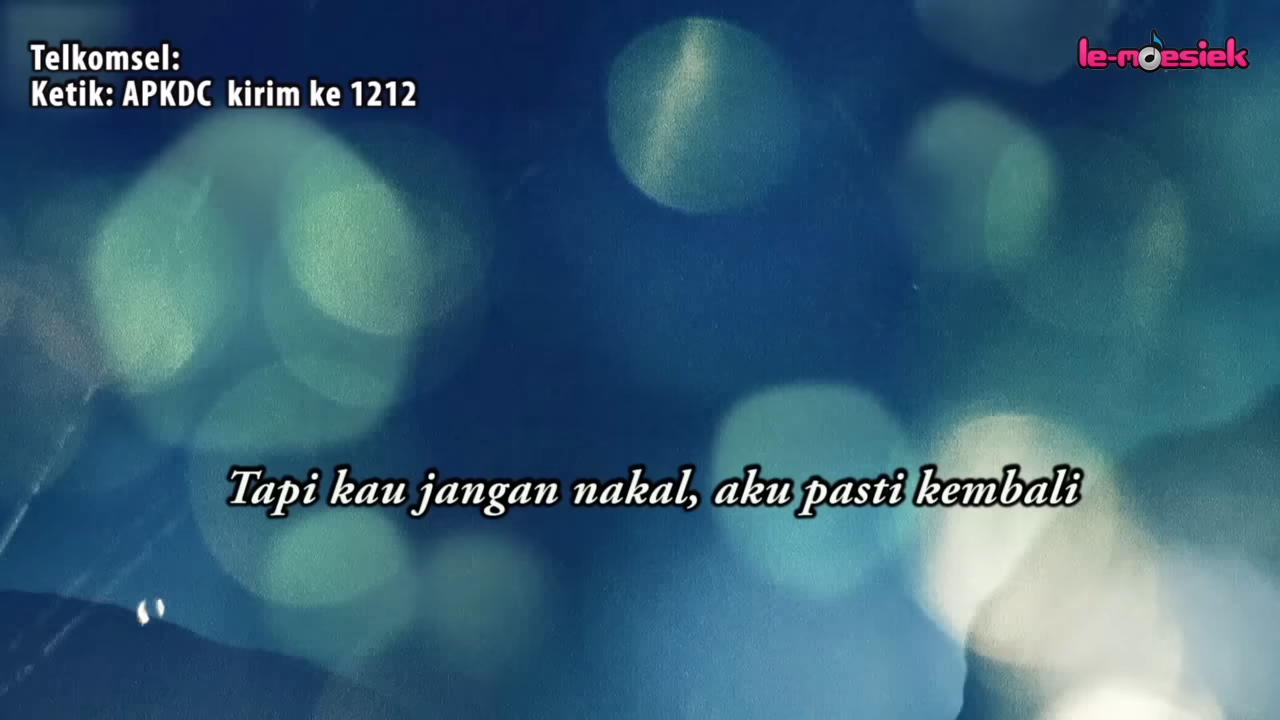 Telkomsel:
Ketik: APKDC kirim ke 1212
le-moesiek
Tapi kau jangan nakal, aku pasti kembali